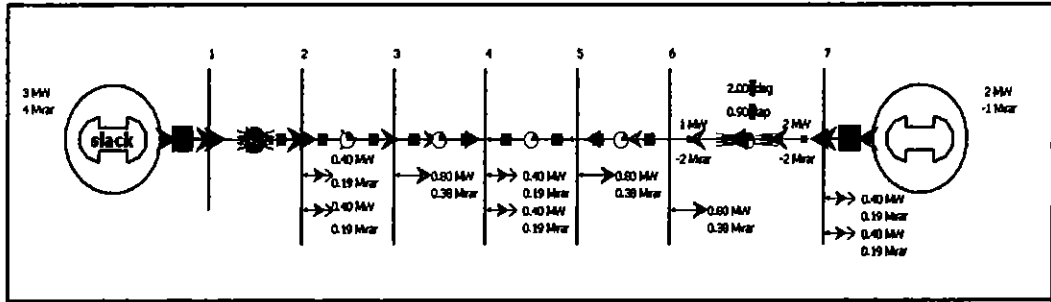 1
2
3
4
5
6
7
3 MW
4 Mvar
slack
2.00 deg
0.90 tap
2 MW
-1 Mvar
1 MW
-2 Mvar
2 MW
-2 Mvar
0.40 MW
0.19 Mvar
0.40 MW
0.19 Mvar
0.80 MW
0.38 Mvar
0.40 MW
0.19 Mvar
0.40 MW
0.19 Mvar
0.80 MW
0.38 Mvar
0.80 MW
0.38 Mvar
0.40 MW
0.19 Mvar
0.40 MW
0.19 Mvar